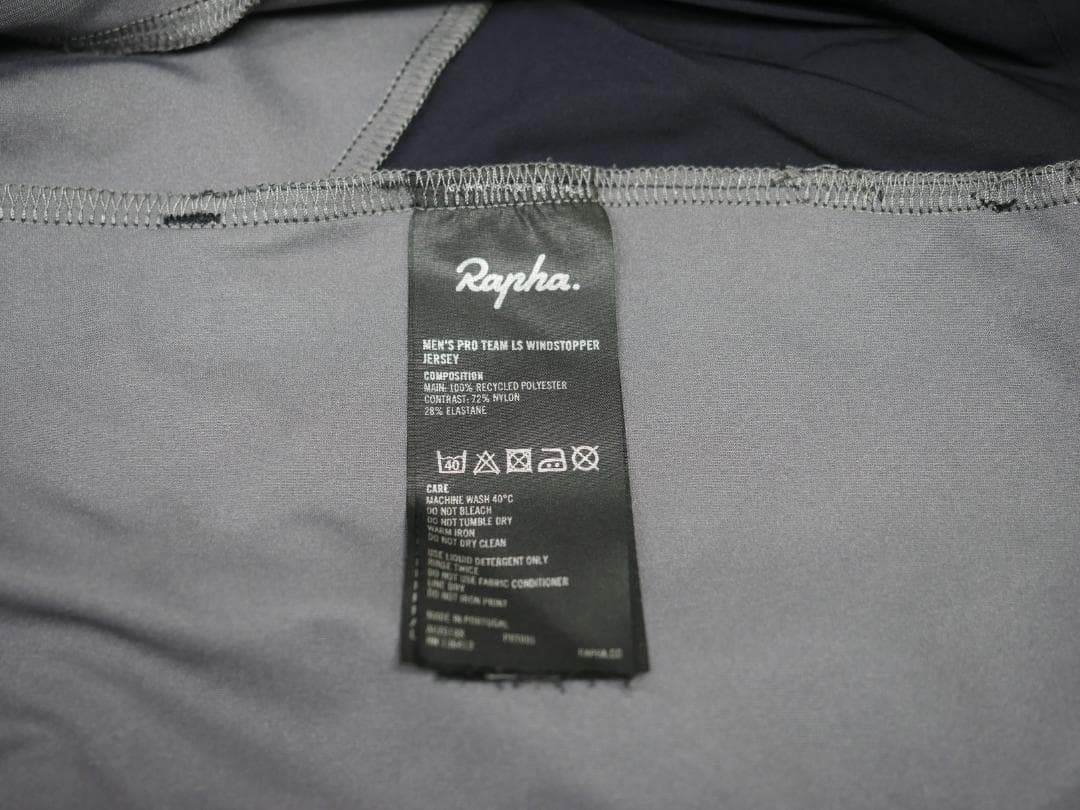 Rapha.
MEN'S PRO TEAM LS WINDSTOPPER
JERSEY
COMPOSITION
MAIN: 100% RECYCLED POLYESTER
CONTRAST: 72% NYLON
28% ELASTANE
40
CARE
MACHINE WASH 40°C
DO NOT BLEACH
DO NOT TUMBLE DRY
WARM IRON
DO NOT DRY CLEAN
USE LIQUID DETERGENT ONLY
RINSE TWICE
DO NOT USE FABRIC CONDITIONER
LINE DRY
DO NOT IRON PRINT
MADE IN PORTUGAL
RAPHA.CC